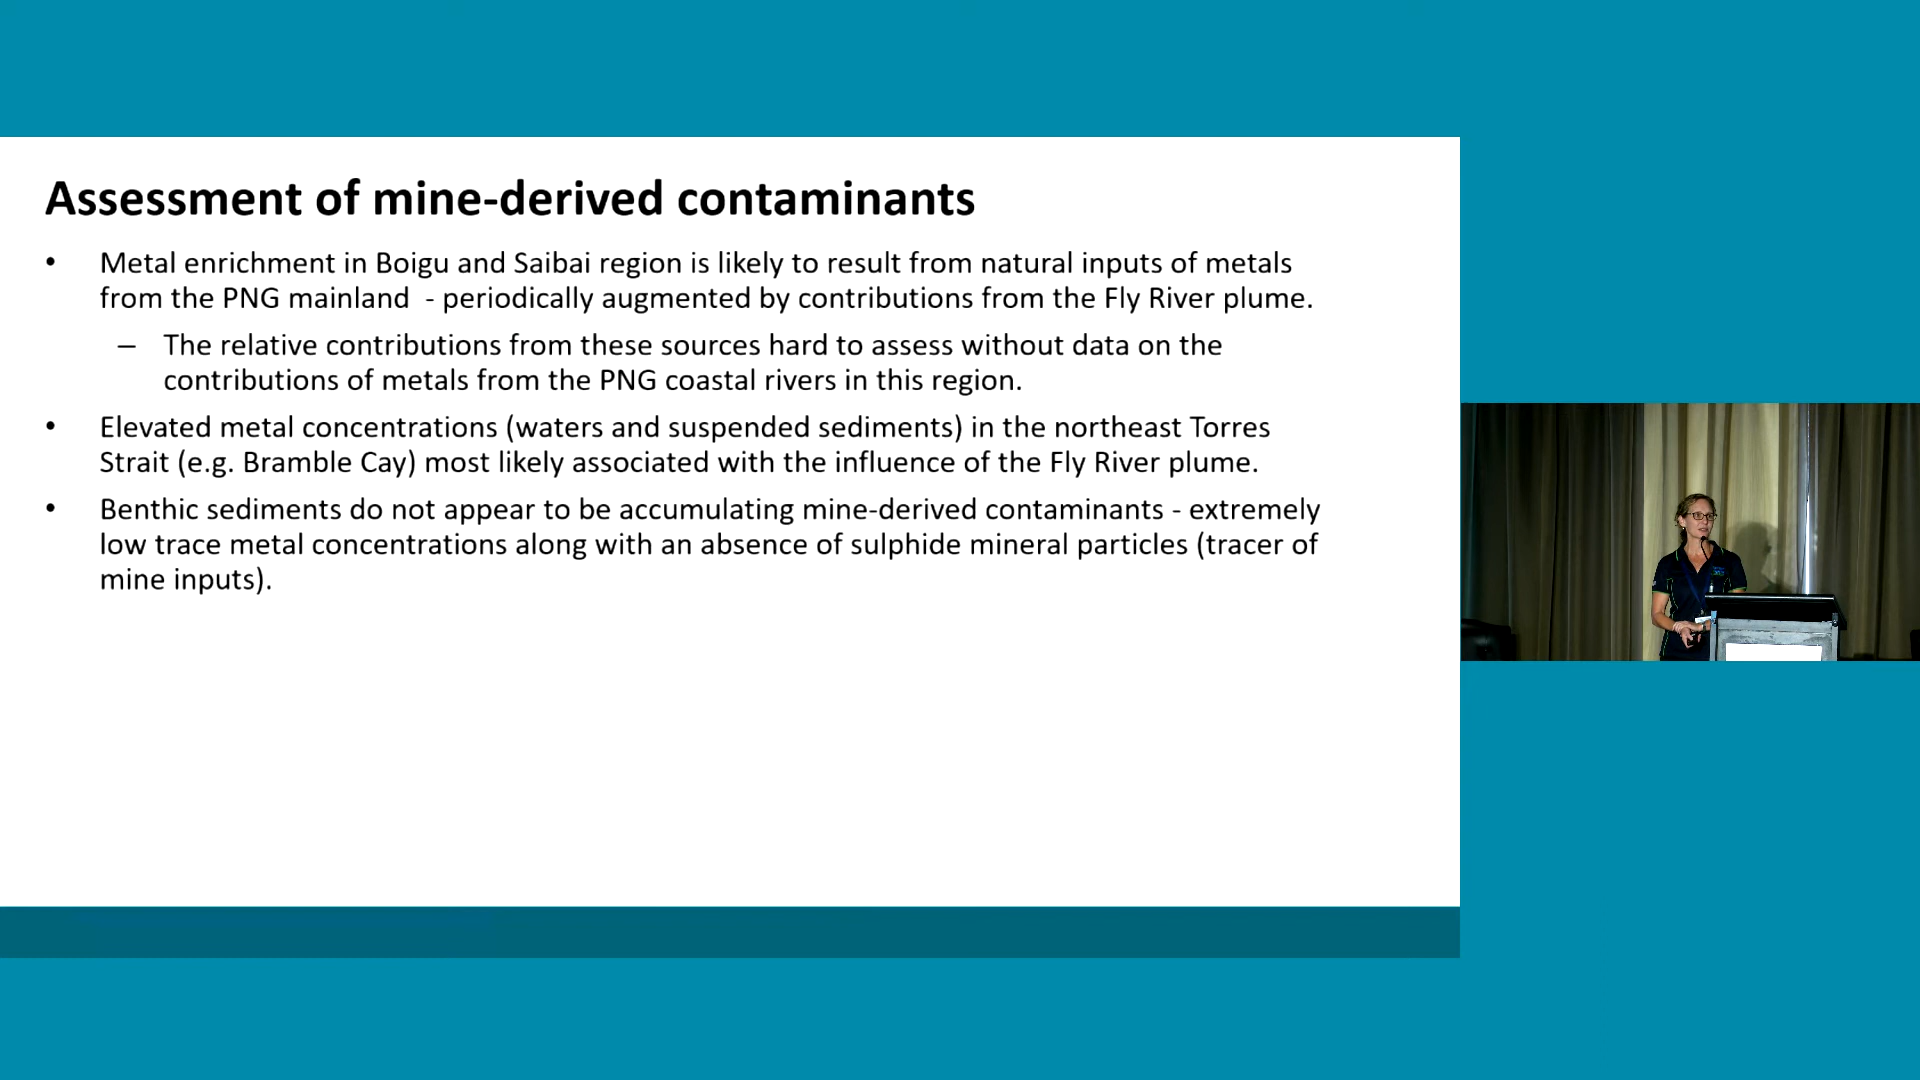 Assessment of mine-derived contaminants
• Metal enrichment in Boigu and Saibai region is likely to result from natural inputs of metals
from the PNG mainland - periodically augmented by contributions from the Fly River plume.
– The relative contributions from these sources hard to assess without data on the
contributions of metals from the PNG coastal rivers in this region.
• Elevated metal concentrations (waters and suspended sediments) in the northeast Torres
Strait (e.g. Bramble Cay) most likely associated with the influence of the Fly River plume.
• Benthic sediments do not appear to be accumulating mine-derived contaminants - extremely
low trace metal concentrations along with an absence of sulphide mineral particles (tracer of
mine inputs).